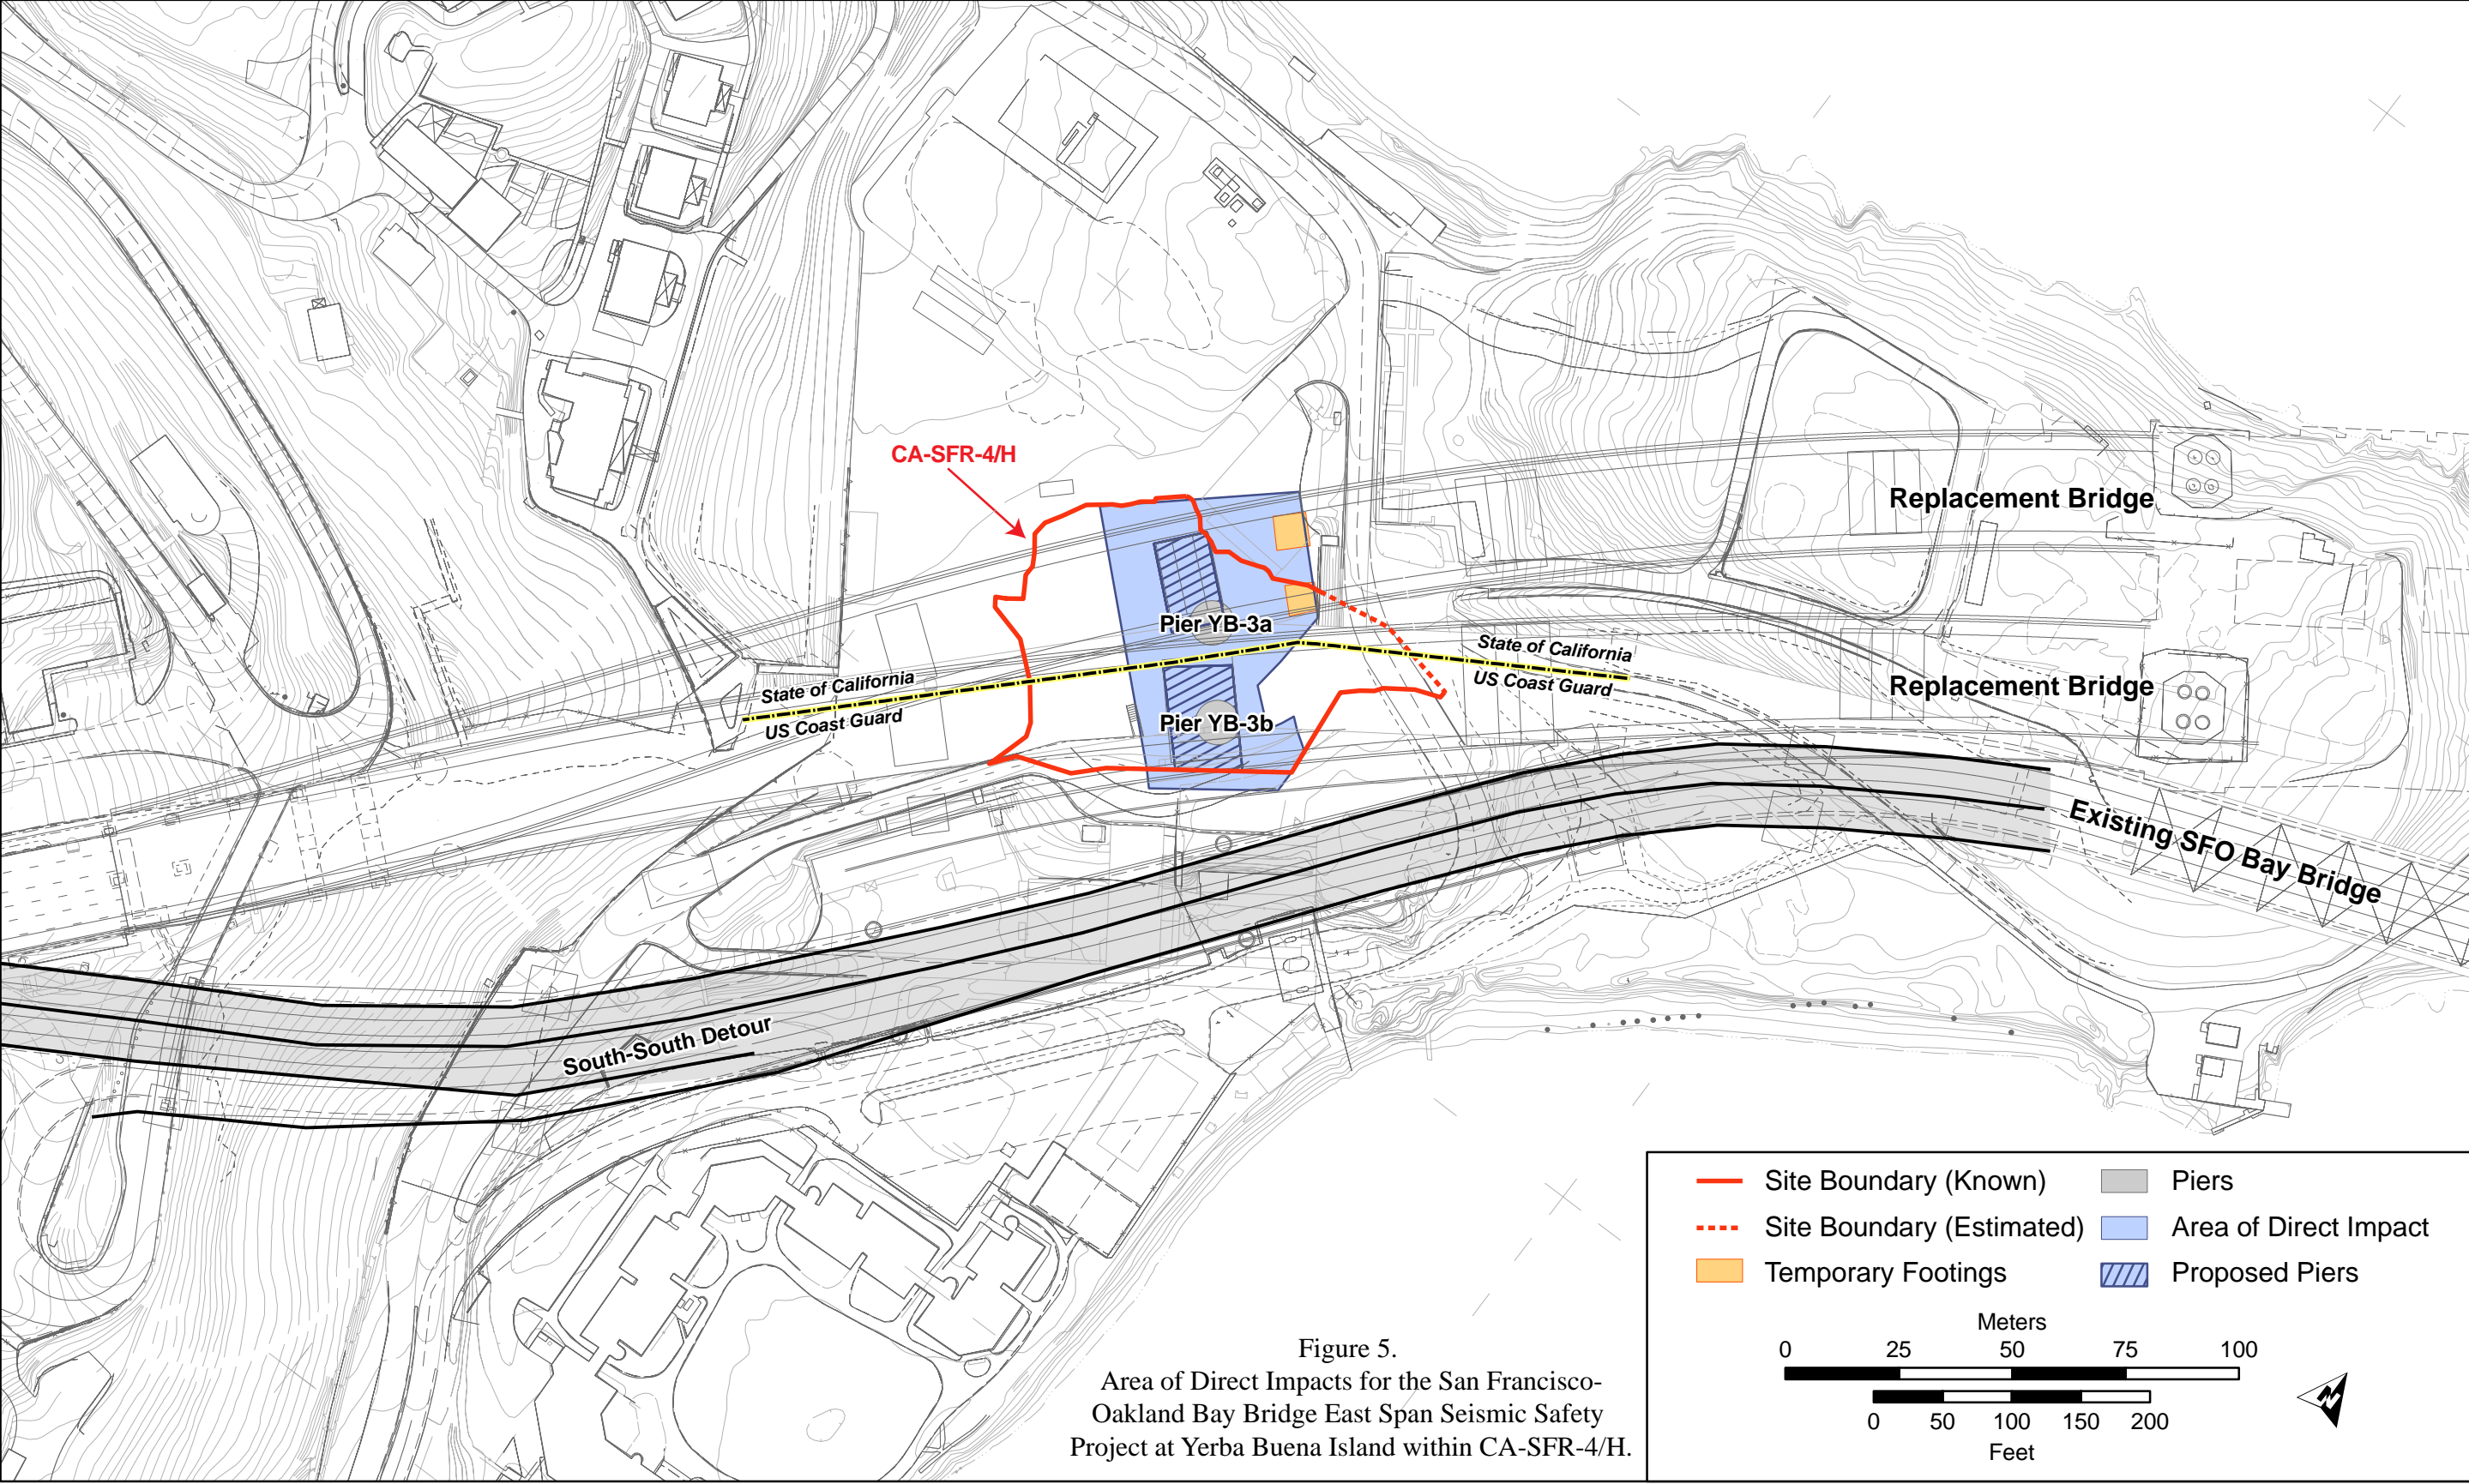 CA-SFR-4/H
Replacement Bridge
Pier YB-3a
State of California
US Coast Guard
State of California
US Coast Guard
Replacement Bridge
Pier YB-3b
Existing SFO Bay Bridge
South-South Detour
Site Boundary (Known)
Piers
Site Boundary (Estimated)
Area of Direct Impact
Temporary Footings
Proposed Piers
Meters
0 25 50 75 100
0 50 100 150 200
Feet
N
Figure 5.
Area of Direct Impacts for the San Francisco-
Oakland Bay Bridge East Span Seismic Safety
Project at Yerba Buena Island within CA-SFR-4/H.